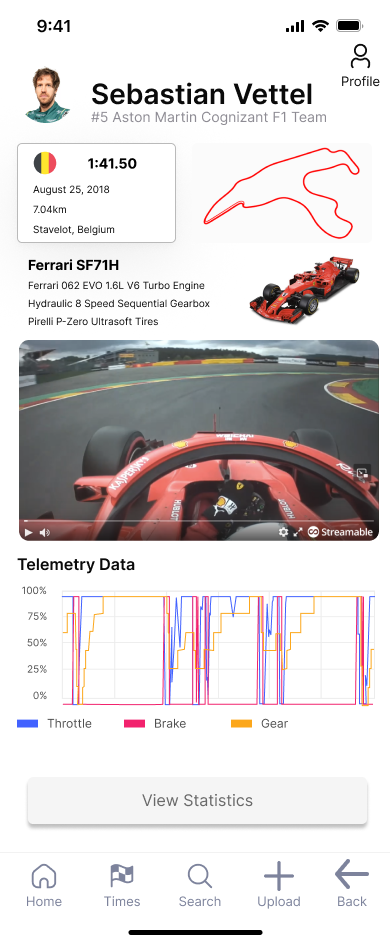 9:41
Profile
Sebastian Vettel
#5 Aston Martin Cognizant F1 Team
1:41.50
August 25, 2018
7.04km
Stavelot, Belgium
Ferrari SF71H
Ferrari 062 EVO 1.6L V6 Turbo Engine
Hydraulic 8 Speed Sequential Gearbox
Pirelli P-Zero Ultrasoft Tires
KASPERSKY
HUBLOT
Streamable
Telemetry Data
100%
75%
50%
25%
0%
Throttle Brake Gear
View Statistics
Home Times Search Upload Back